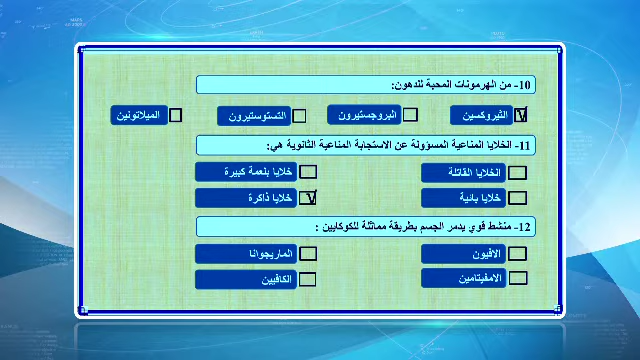 10- من الهرمونات المحبة للدهون:
الثيروكسين البروجستيرون التستوستيرون الميلاتونين
11- الخلايا المناعية المسؤولة عن الاستجابة المناعية الثانوية هي:
الخلايا القاتلة خلايا بلعمة كبيرة
خلايا بائية خلايا ذاكرة
12- منشط قوي يدمر الجسم بطريقة مماثلة للكوكايين :
الافيون الماريجوانا
الامفيتامين الكافيين